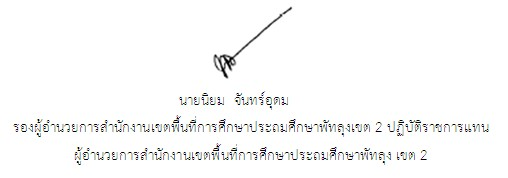 นายนิยม จันทร์อุดม
รองผู้อำนวยการสำนักงานเขตพื้นที่การศึกษาประถมศึกษาพัทลุงเขต 2 ปฏิบัติราชการแทน
ผู้อำนวยการสำนักงานเขตพื้นที่การศึกษาประถมศึกษาพัทลุง เขต 2